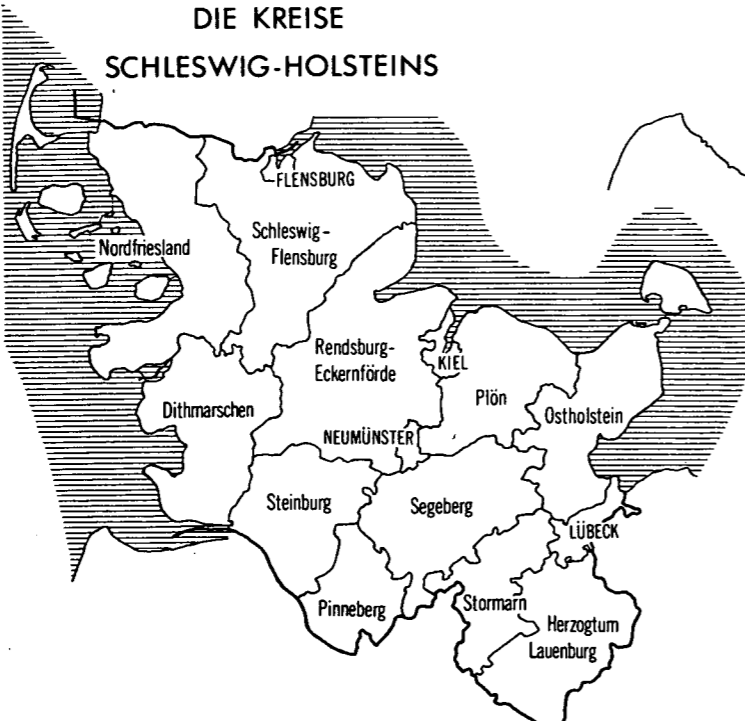 DIE KREISE
SCHLESWIG-HOLSTEINS
FLENSBURG
Schleswig-
Flensburg
Nordfriesland
Rendsburg-
Eckernförde
KIEL
Plön
Ostholstein
Dithmarschen
NEUMÜNSTER
Steinburg
Segeberg
LÜBECK
Pinneberg
Stormarn
Herzogtum
Lauenburg